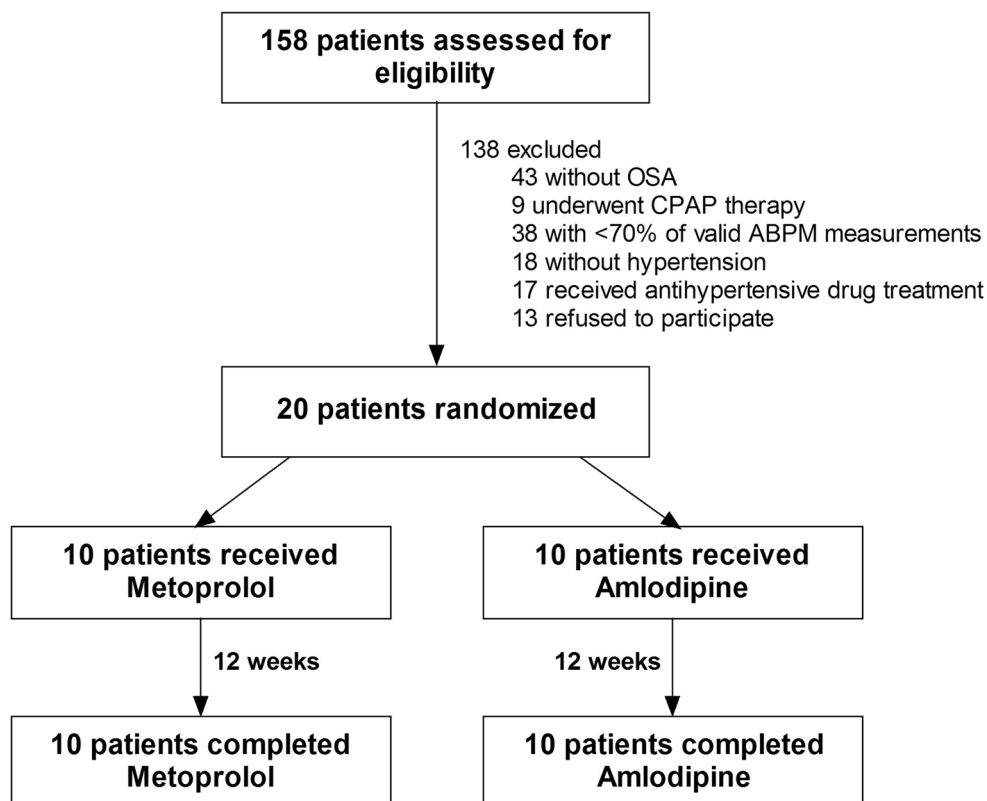 158 patients assessed for
eligibility
138 excluded
43 without OSA
9 underwent CPAP therapy
38 with <70% of valid ABPM measurements
18 without hypertension
17 received antihypertensive drug treatment
13 refused to participate
20 patients randomized
10 patients received
Metoprolol
10 patients received
Amlodipine
12 weeks
12 weeks
10 patients completed
Metoprolol
10 patients completed
Amlodipine